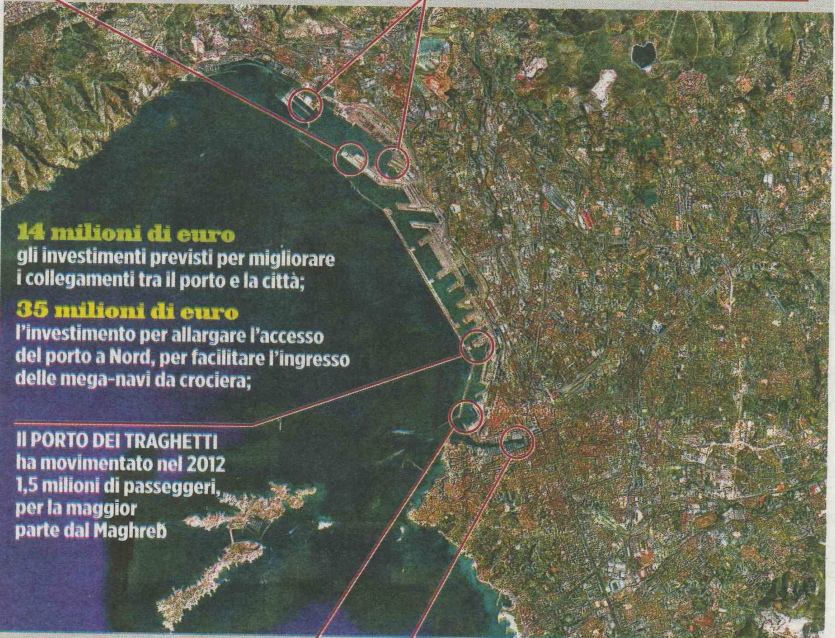 14 milioni di euro
gli investimenti previsti per migliorare
i collegamenti tra il porto e la città;
35 milioni di euro
l'investimento per allargare l'accesso
del porto a Nord, per facilitare l'ingresso
delle mega-navi da crociera;
Il PORTO DEI TRAGHETTI
ha movimentato nel 2012
1,5 milioni di passeggeri,
per la maggior
parte dal Maghreb